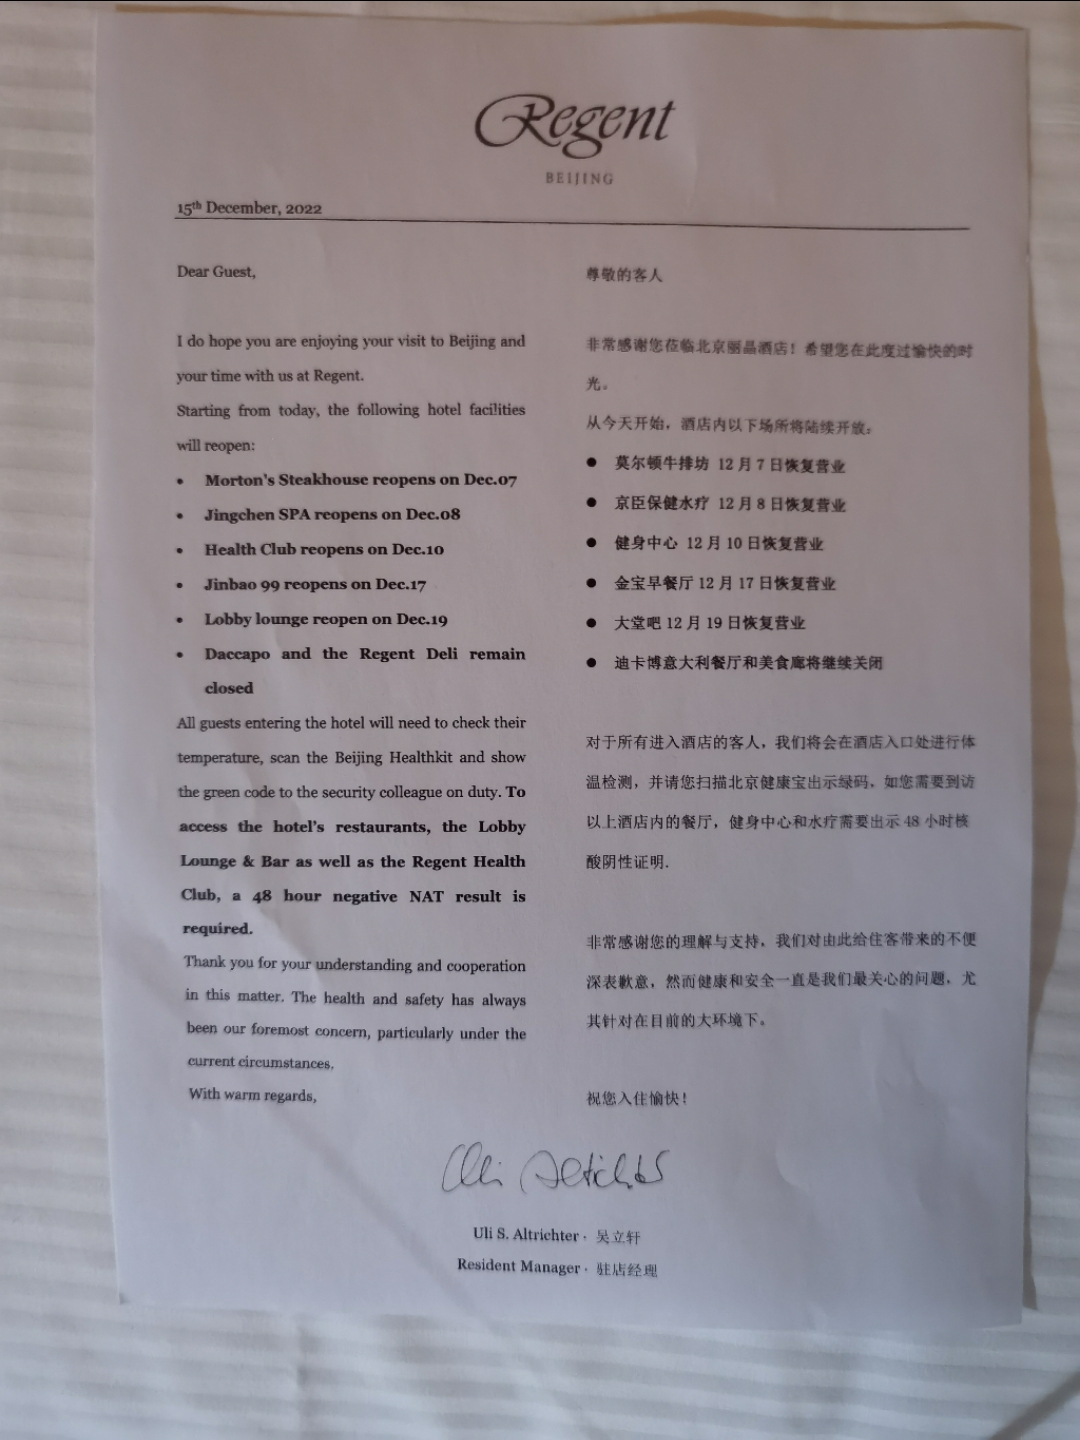 Regent
BEIJING
15th December, 2022
Dear Guest,
I do hope you are enjoying your visit to Beijing and
your time with us at Regent.
Starting from today, the following hotel facilities
will reopen:
• Morton's Steakhouse reopens on Dec.07
• Jingchen SPA reopens on Dec.08
• Health Club reopens on Dec.10
• Jinbao 99 reopens on Dec.17
• Lobby lounge reopen on Dec.19
• Daccapo and the Regent Deli remain
closed
All guests entering the hotel will need to check their
temperature, scan the Beijing Healthkit and show
the green code to the security colleague on duty. To
access the hotel's restaurants, the Lobby
Lounge & Bar as well as the Regent Health
Club, a 48 hour negative NAT result is
required.
Thank you for your understanding and cooperation
in this matter. The health and safety has always
been our foremost concern, particularly under the
current circumstances.
With warm regards,
尊敬的客人
非常感谢您莅临北京丽晶酒店！希望您在此度过愉快的时
光。
从今天开始，酒店内以下场所将陆续开放：
● 莫尔顿牛排坊 12 月 7 日恢复营业
● 京臣保健水疗 12 月 8 日恢复营业
● 健身中心 12 月 10 日恢复营业
● 金宝早餐厅 12 月 17 日恢复营业
● 大堂吧 12 月 19 日恢复营业
● 迪卡博意大利餐厅和美食廊将继续关闭
对于所有进入酒店的客人，我们将会在酒店入口处进行体
温检测，并请您扫描北京健康宝出示绿码，如您需要到访
以上酒店内的餐厅，健身中心和水疗需要出示 48 小时核
酸阴性证明.
非常感谢您的理解与支持，我们对由此给住客带来的不便
深表歉意，然而健康和安全一直是我们最关心的问题，尤
其针对在目前的大环境下。
祝您入住愉快！
Uli Altrichter
Uli S. Altrichter · 吴立轩
Resident Manager · 驻店经理